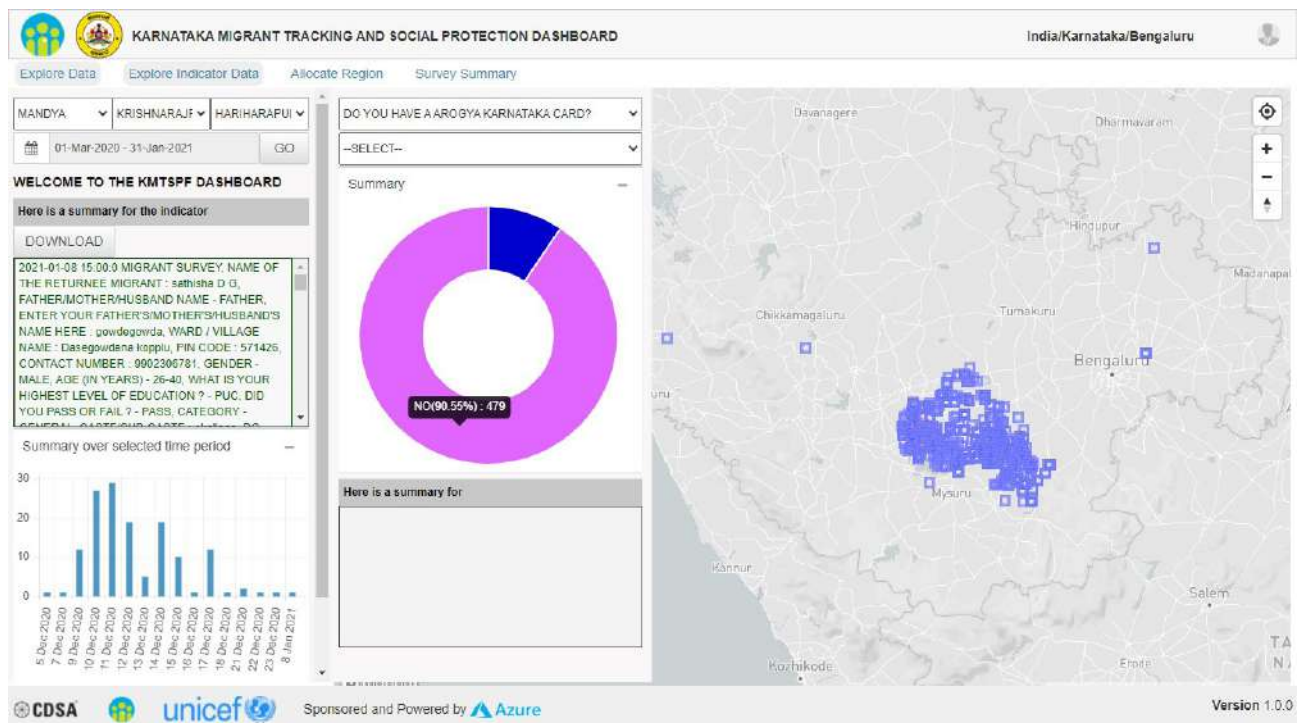 KARNATAKA MIGRANT TRACKING AND SOCIAL PROTECTION DASHBOARD
India/Karnataka/Bengaluru
Explore Data
Explore Indicator Data
Allocate Region
Survey Summary
MANDYA
KRISHNARAJF
HARIHARAPUI
01-Mar-2020 - 31-Jan-2021
GO
WELCOME TO THE KMTSPF DASHBOARD
Here is a summary for the indicator
DOWNLOAD
2021-01-08 15:00:0 MIGRANT SURVEY, NAME OF
THE RETURNEE MIGRANT : sathisha D G,
FATHER/MOTHER/HUSBAND NAME - FATHER,
ENTER YOUR FATHER'S/MOTHER'S/HUSBAND'S
NAME HERE : gowdegowda, WARD / VILLAGE
NAME : Dasegowdana kopplu, PIN CODE : 571426,
CONTACT NUMBER : 9902306781, GENDER -
MALE, AGE (IN YEARS) - 26-40, WHAT IS YOUR
HIGHEST LEVEL OF EDUCATION ? - PUC, DID
YOU PASS OR FAIL ? - PASS, CATEGORY -
Summary over selected time period
30
20
10
0
5 Dec 2020
7 Dec 2020
9 Dec 2020
10 Dec 2020
11 Dec 2020
12 Dec 2020
13 Dec 2020
14 Dec 2020
15 Dec 2020
16 Dec 2020
17 Dec 2020
18 Dec 2020
21 Dec 2020
22 Dec 2020
23 Dec 2020
8 Jan 2021
DO YOU HAVE A AROGYA KARNATAKA CARD?
--SELECT--
Summary
NO(90.55%) : 479
Here is a summary for
Davanagere
Dharmavaram
Hindupur
Madanapal
Chikkamagaluru
Tumakuru
Bengaluru
uru
Mysuru
Kannur
Salem
Kozhikode
Erode
TA
N
CDSA
unicef
Sponsored and Powered by Azure
Version 1.0.0